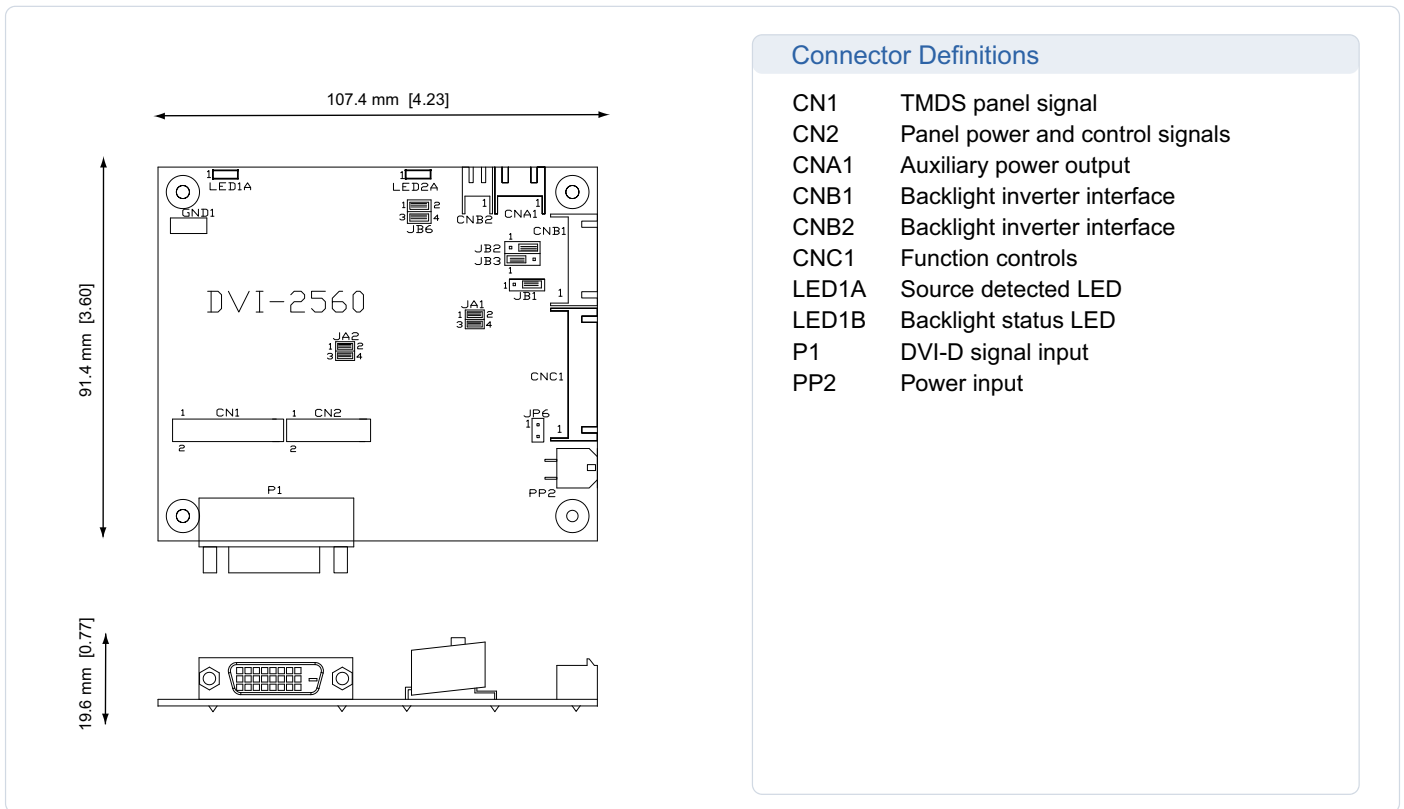 107.4 mm [4.23]
91.4 mm [3.60]
1
LED1A
1
LED2A
GND1
1 2
3 4
JB6
CNB2
1
CNA1
1
CNB1
1
JB2
JB3
1
1
JB1
1
DVI-2560
JA1
1 2
3 4
JA2
1 2
3 4
CNC1
1 CN1
2
1 CN2
2
JP6
1
1
PP2
P1
19.6 mm [0.77]
Connector Definitions
CN1 TMDS panel signal
CN2 Panel power and control signals
CNA1 Auxiliary power output
CNB1 Backlight inverter interface
CNB2 Backlight inverter interface
CNC1 Function controls
LED1A Source detected LED
LED1B Backlight status LED
P1 DVI-D signal input
PP2 Power input